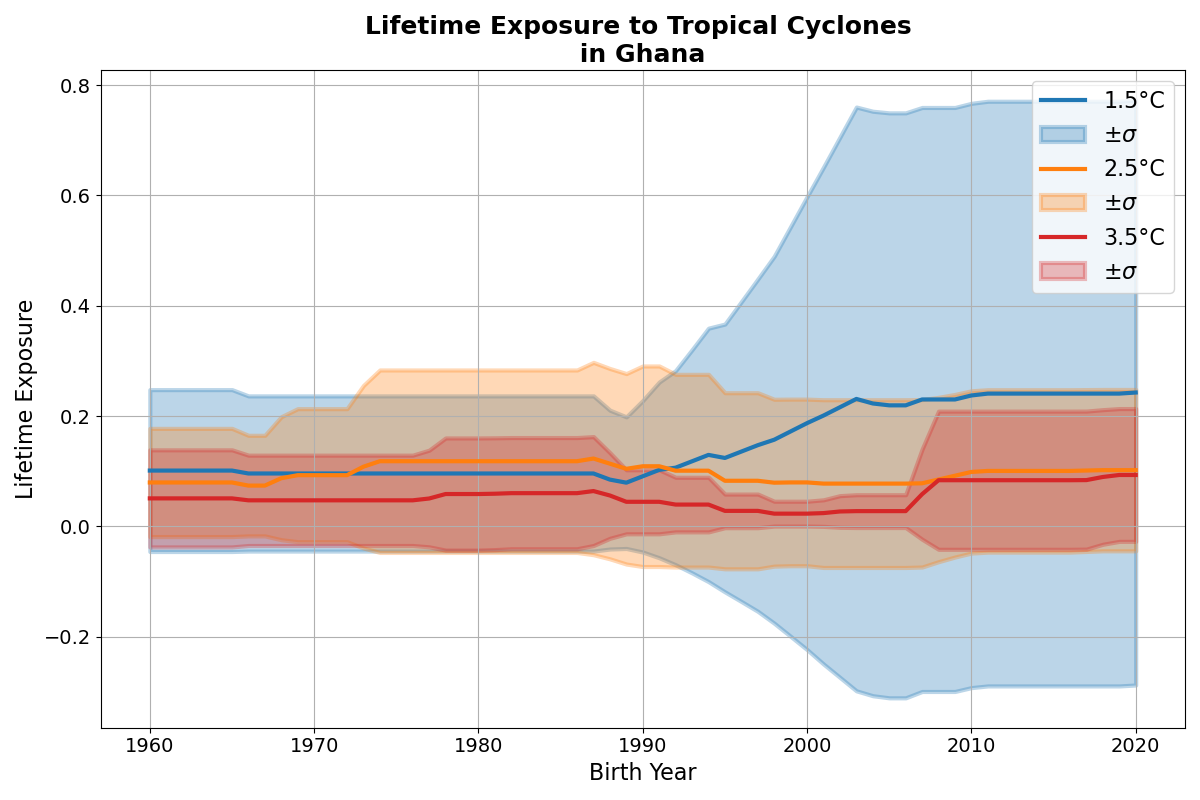 Lifetime Exposure to Tropical Cyclones
in Ghana
0.8
0.6
0.4
0.2
0.0
−0.2
Lifetime Exposure
1960
1970
1980
1990
2000
2010
2020
Birth Year
1.5°C
±σ
2.5°C
±σ
3.5°C
±σ